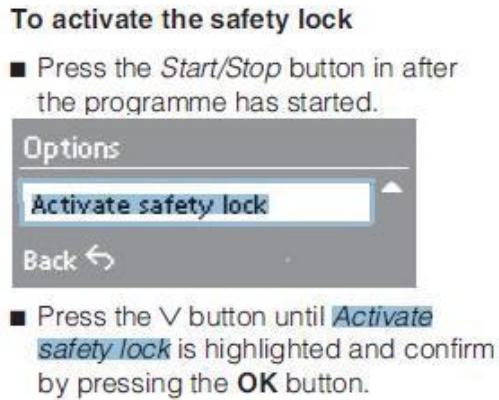 To activate the safety lock
■ Press the Start/Stop button in after
the programme has started.
Options
Activate safety lock
Back ↩
■ Press the ∨ button until Activate
safety lock is highlighted and confirm
by pressing the OK button.